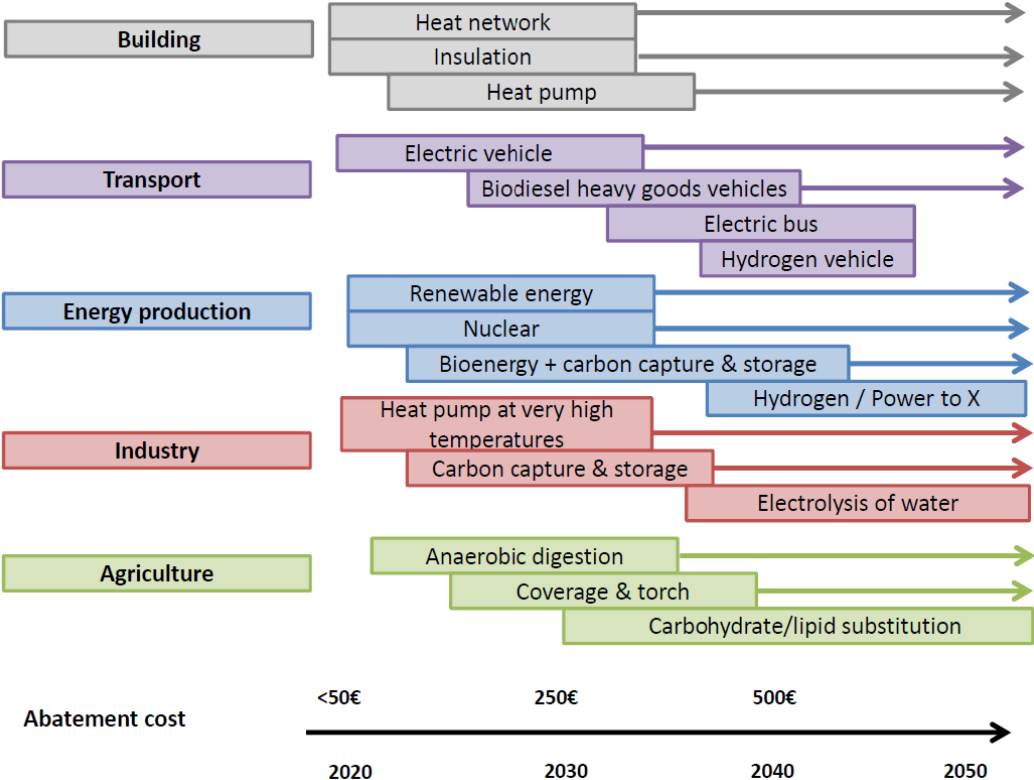 Building
Heat network
Insulation
Heat pump
Transport
Electric vehicle
Biodiesel heavy goods vehicles
Electric bus
Hydrogen vehicle
Energy production
Renewable energy
Nuclear
Bioenergy + carbon capture & storage
Hydrogen / Power to X
Industry
Heat pump at very high
temperatures
Carbon capture & storage
Electrolysis of water
Agriculture
Anaerobic digestion
Coverage & torch
Carbohydrate/lipid substitution
Abatement cost
<50€ 250€ 500€
2020 2030 2040 2050